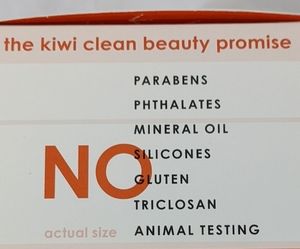 the kiwi clean beauty promise
PARABENS
PHTHALATES
MINERAL OIL
NO SILICONES
GLUTEN
TRICLOSAN
actual size ANIMAL TESTING